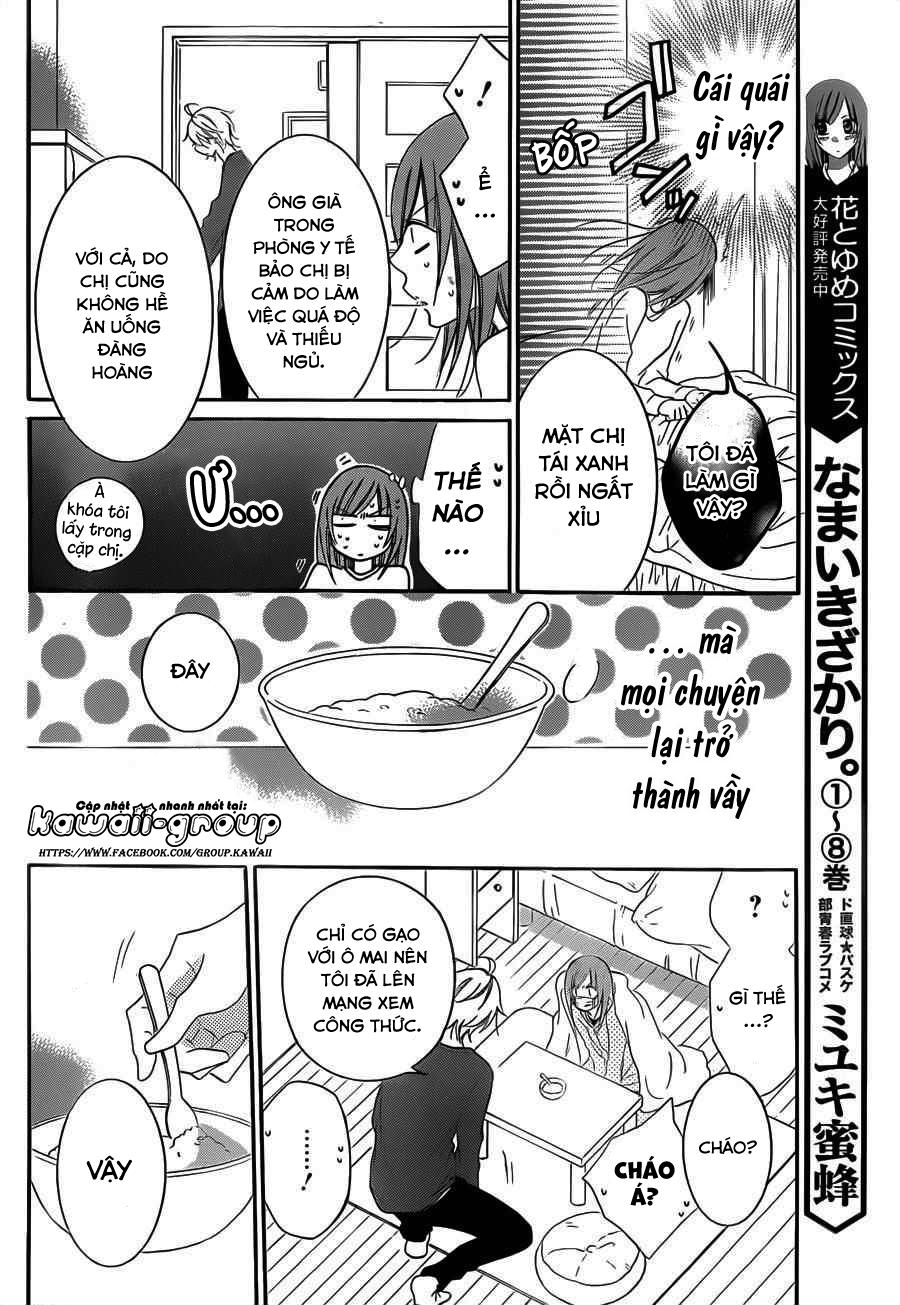 Cái quái
gì vậy?
BỐP
TÔI ĐÃ
LÀM GÌ
VẬY?
MẶT CHỊ
TÁI XANH
RỒI NGẤT
XỈU
!
Ể
...
ÔNG GIÀ
TRONG
PHÒNG Y TẾ
BẢO CHỊ BỊ
CẢM DO LÀM
VIỆC QUÁ ĐỘ
VÀ THIẾU
NGỦ.
VỚI CẢ, DO
CHỊ CŨNG
KHÔNG HỀ
ĂN UỐNG
ĐÀNG
HOÀNG
THẾ
NÀO
...
Ư...
À
khóa tôi
lấy trong
cặp chị.
... mà
mọi chuyện
lại trở
thành vầy
ĐÂY
Cập nhật nhanh nhất tại:
kawaii-group
HTTPS://WWW.FACEBOOK.COM/GROUP.KAWAII
?
GÌ THẾ
...?
CHỈ CÓ GẠO
VỚI Ô MAI NÊN
TÔI ĐÃ LÊN
MẠNG XEM
CÔNG THỨC.
CHÁO?
CHÁO
Á?
........
VẬY
花とゆめコミックス
大好評発売中
なまいきざかり。①~⑧巻
ド直球★バスケ
部青春ラブコメ
ミユキ蜜蜂